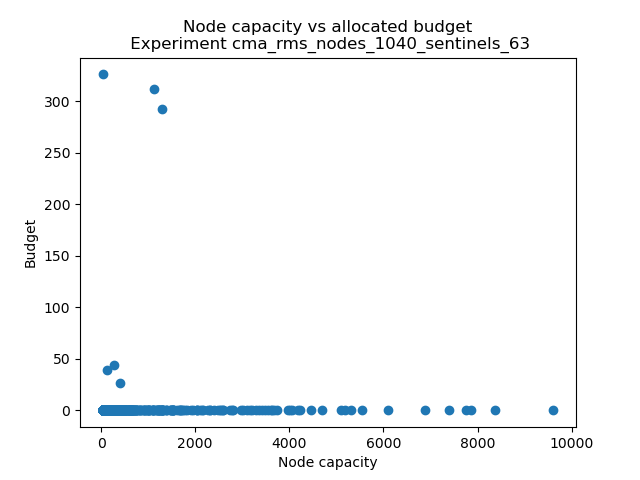 Node capacity vs allocated budget
Experiment cma_rms_nodes_1040_sentinels_63
300
250
200
150
100
50
0
Budget
0 2000 4000 6000 8000 10000
Node capacity